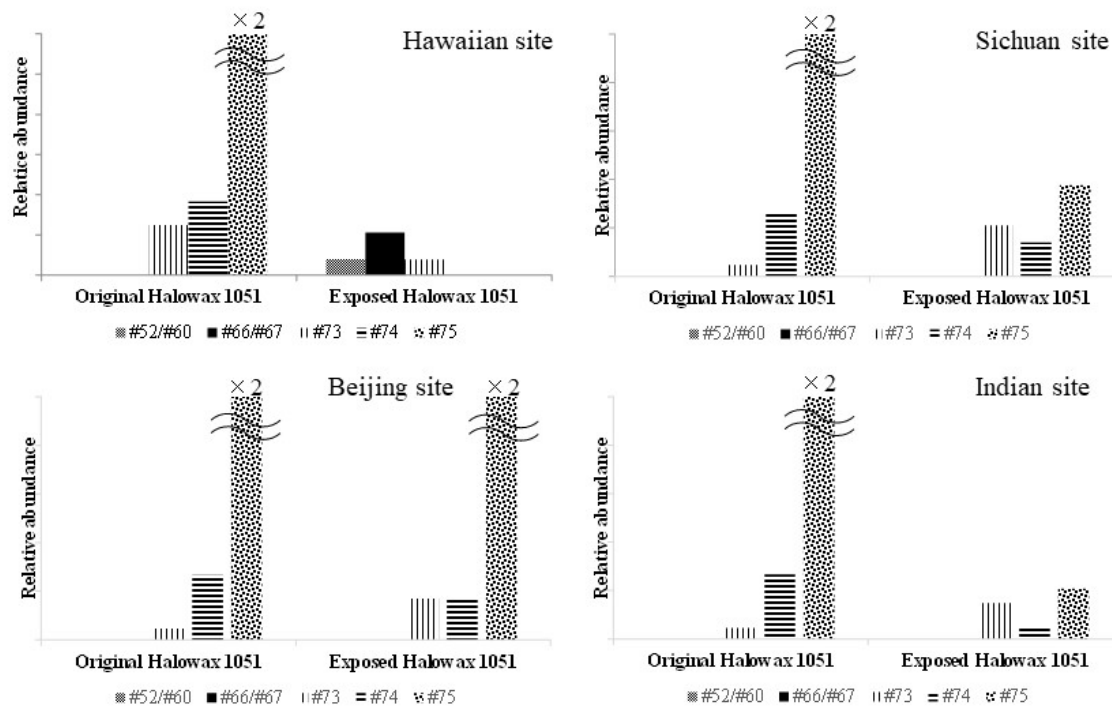 × 2
Hawaiian site
Relatice abundance
Original Halowax 1051 Exposed Halowax 1051
#52/#60 #66/#67 #73 #74 #75
× 2
Sichuan site
Relative abundance
Original Halowax 1051 Exposed Halowax 1051
#52/#60 #66/#67 #73 #74 #75
× 2 Beijing site × 2
Relative abundance
Original Halowax 1051 Exposed Halowax 1051
#52/#60 #66/#67 #73 #74 #75
× 2 Indian site
Relative abundance
Original Halowax 1051 Exposed Halowax 1051
#52/#60 #66/#67 #73 #74 #75